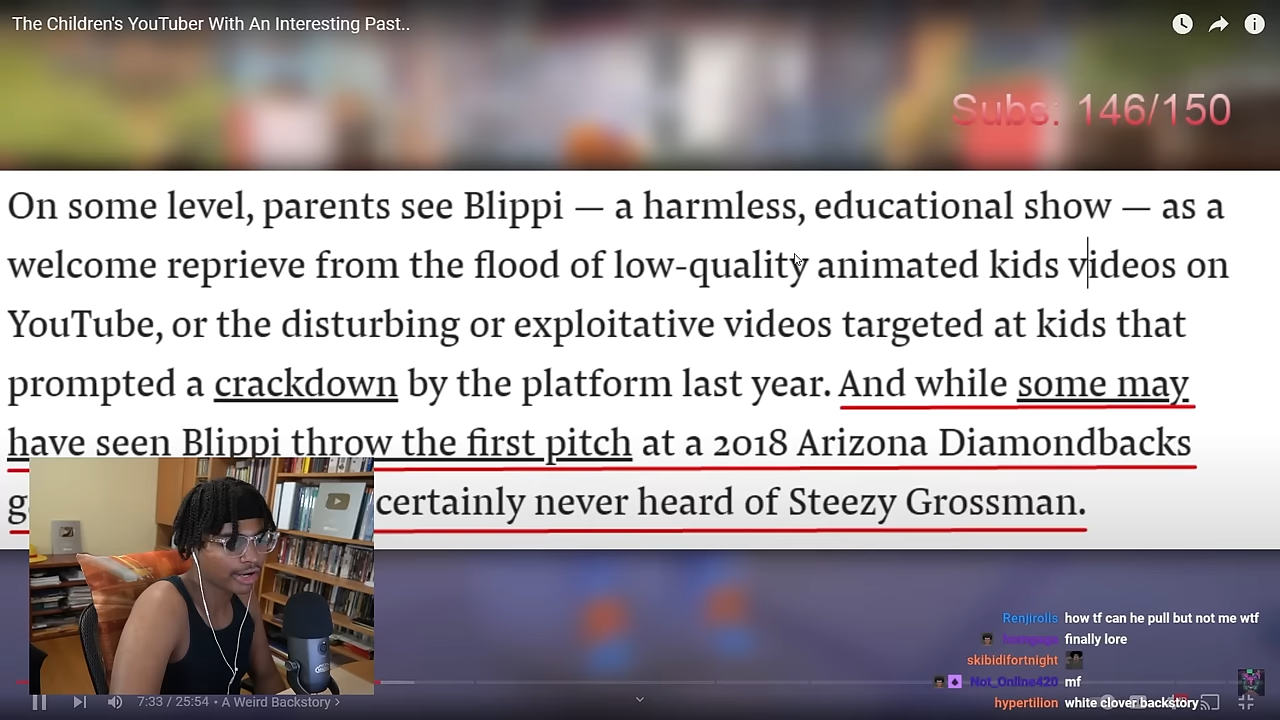 The Children's YouTuber With An Interesting Past..
Subs: 146/150
On some level, parents see Blippi — a harmless, educational show — as a
welcome reprieve from the flood of low-quality animated kids videos on
YouTube, or the disturbing or exploitative videos targeted at kids that
prompted a crackdown by the platform last year. And while some may
have seen Blippi throw the first pitch at a 2018 Arizona Diamondbacks
certainly never heard of Steezy Grossman.
Renjirolls how tf can he pull but not me wtf
finally lore
skibidifortnight
Not_Online420 mf
hypertillion white clover backstory
7:33 / 25:54 • A Weird Backstory >